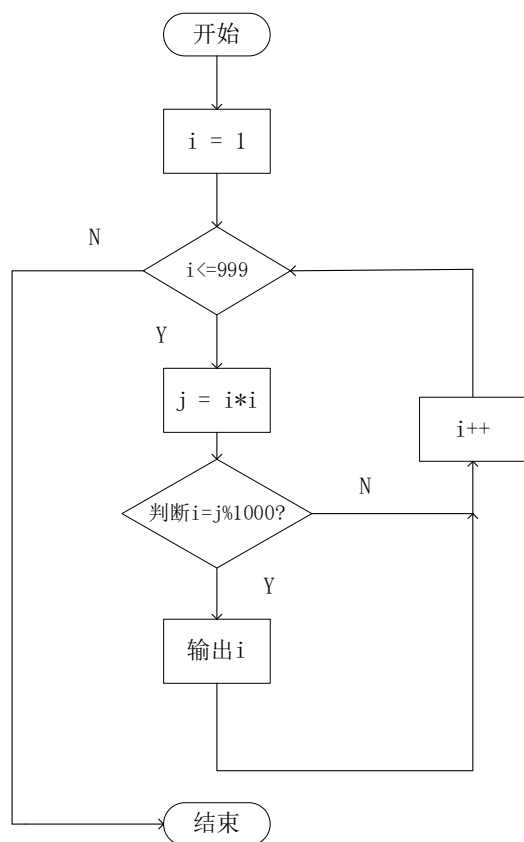 开始
i = 1
N
i<=999
Y
j = i*i
i++
N
判断i=j%1000?
Y
输出i
结束